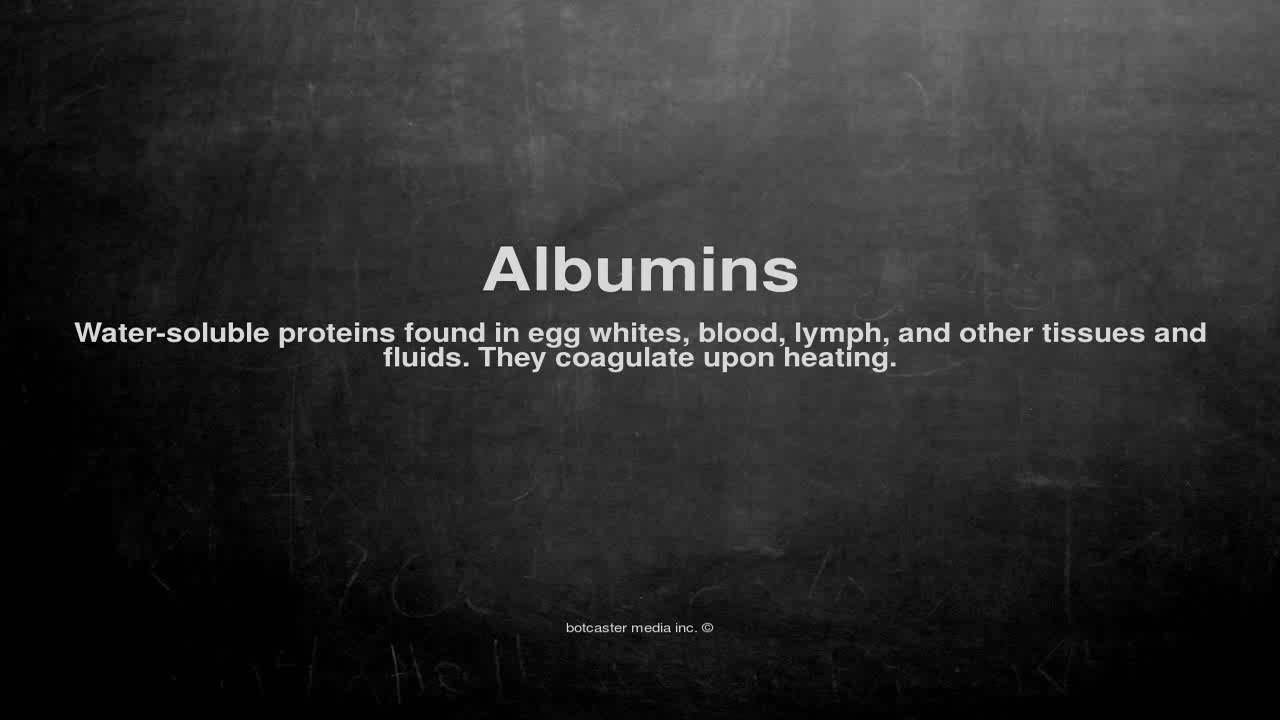 Albumins
Water-soluble proteins found in egg whites, blood, lymph, and other tissues and
fluids. They coagulate upon heating.
botcaster media inc. ©